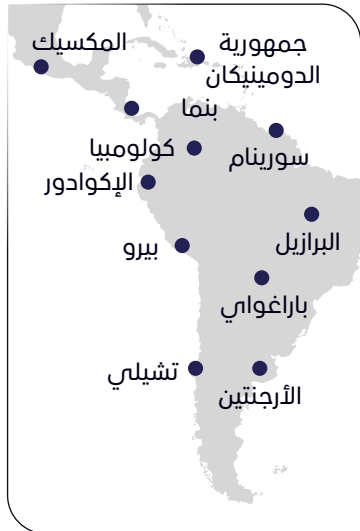 جمهورية
الدومينيكان
المكسيك
بنما
سورينام
كولومبيا
الإكوادور
البرازيل
بيرو
باراغواي
تشيلي
الأرجنتين